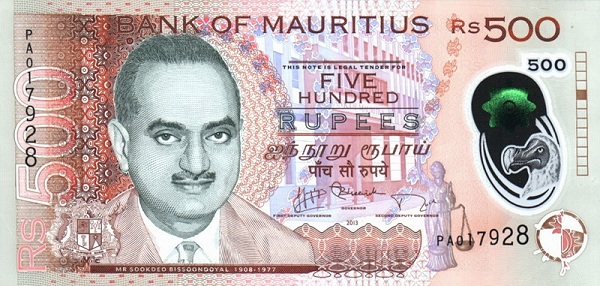 BANK OF MAURITIUS
RS 500
500
PA017928
THIS NOTE IS LEGAL TENDER FOR
FIVE
HUNDRED
RUPEES
ஐந்நூறு ரூபாய்
पाँच सौ रुपये
GOVERNOR
FIRST DEPUTY GOVERNOR
SECOND DEPUTY GOVERNOR
2013
RS 500
PA017928
MR SOOKDEO BISSOONDOYAL 1908-1977